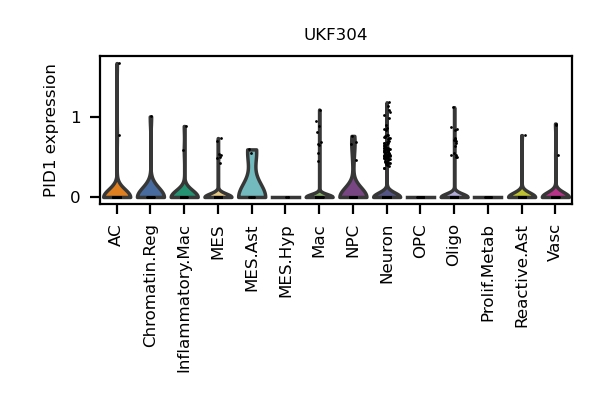 UKF304
PID1 expression
1
0
AC
Chromatin.Reg
Inflammatory.Mac
MES
MES.Ast
MES.Hyp
Mac
NPC
Neuron
OPC
Oligo
Prolif.Metab
Reactive.Ast
Vasc